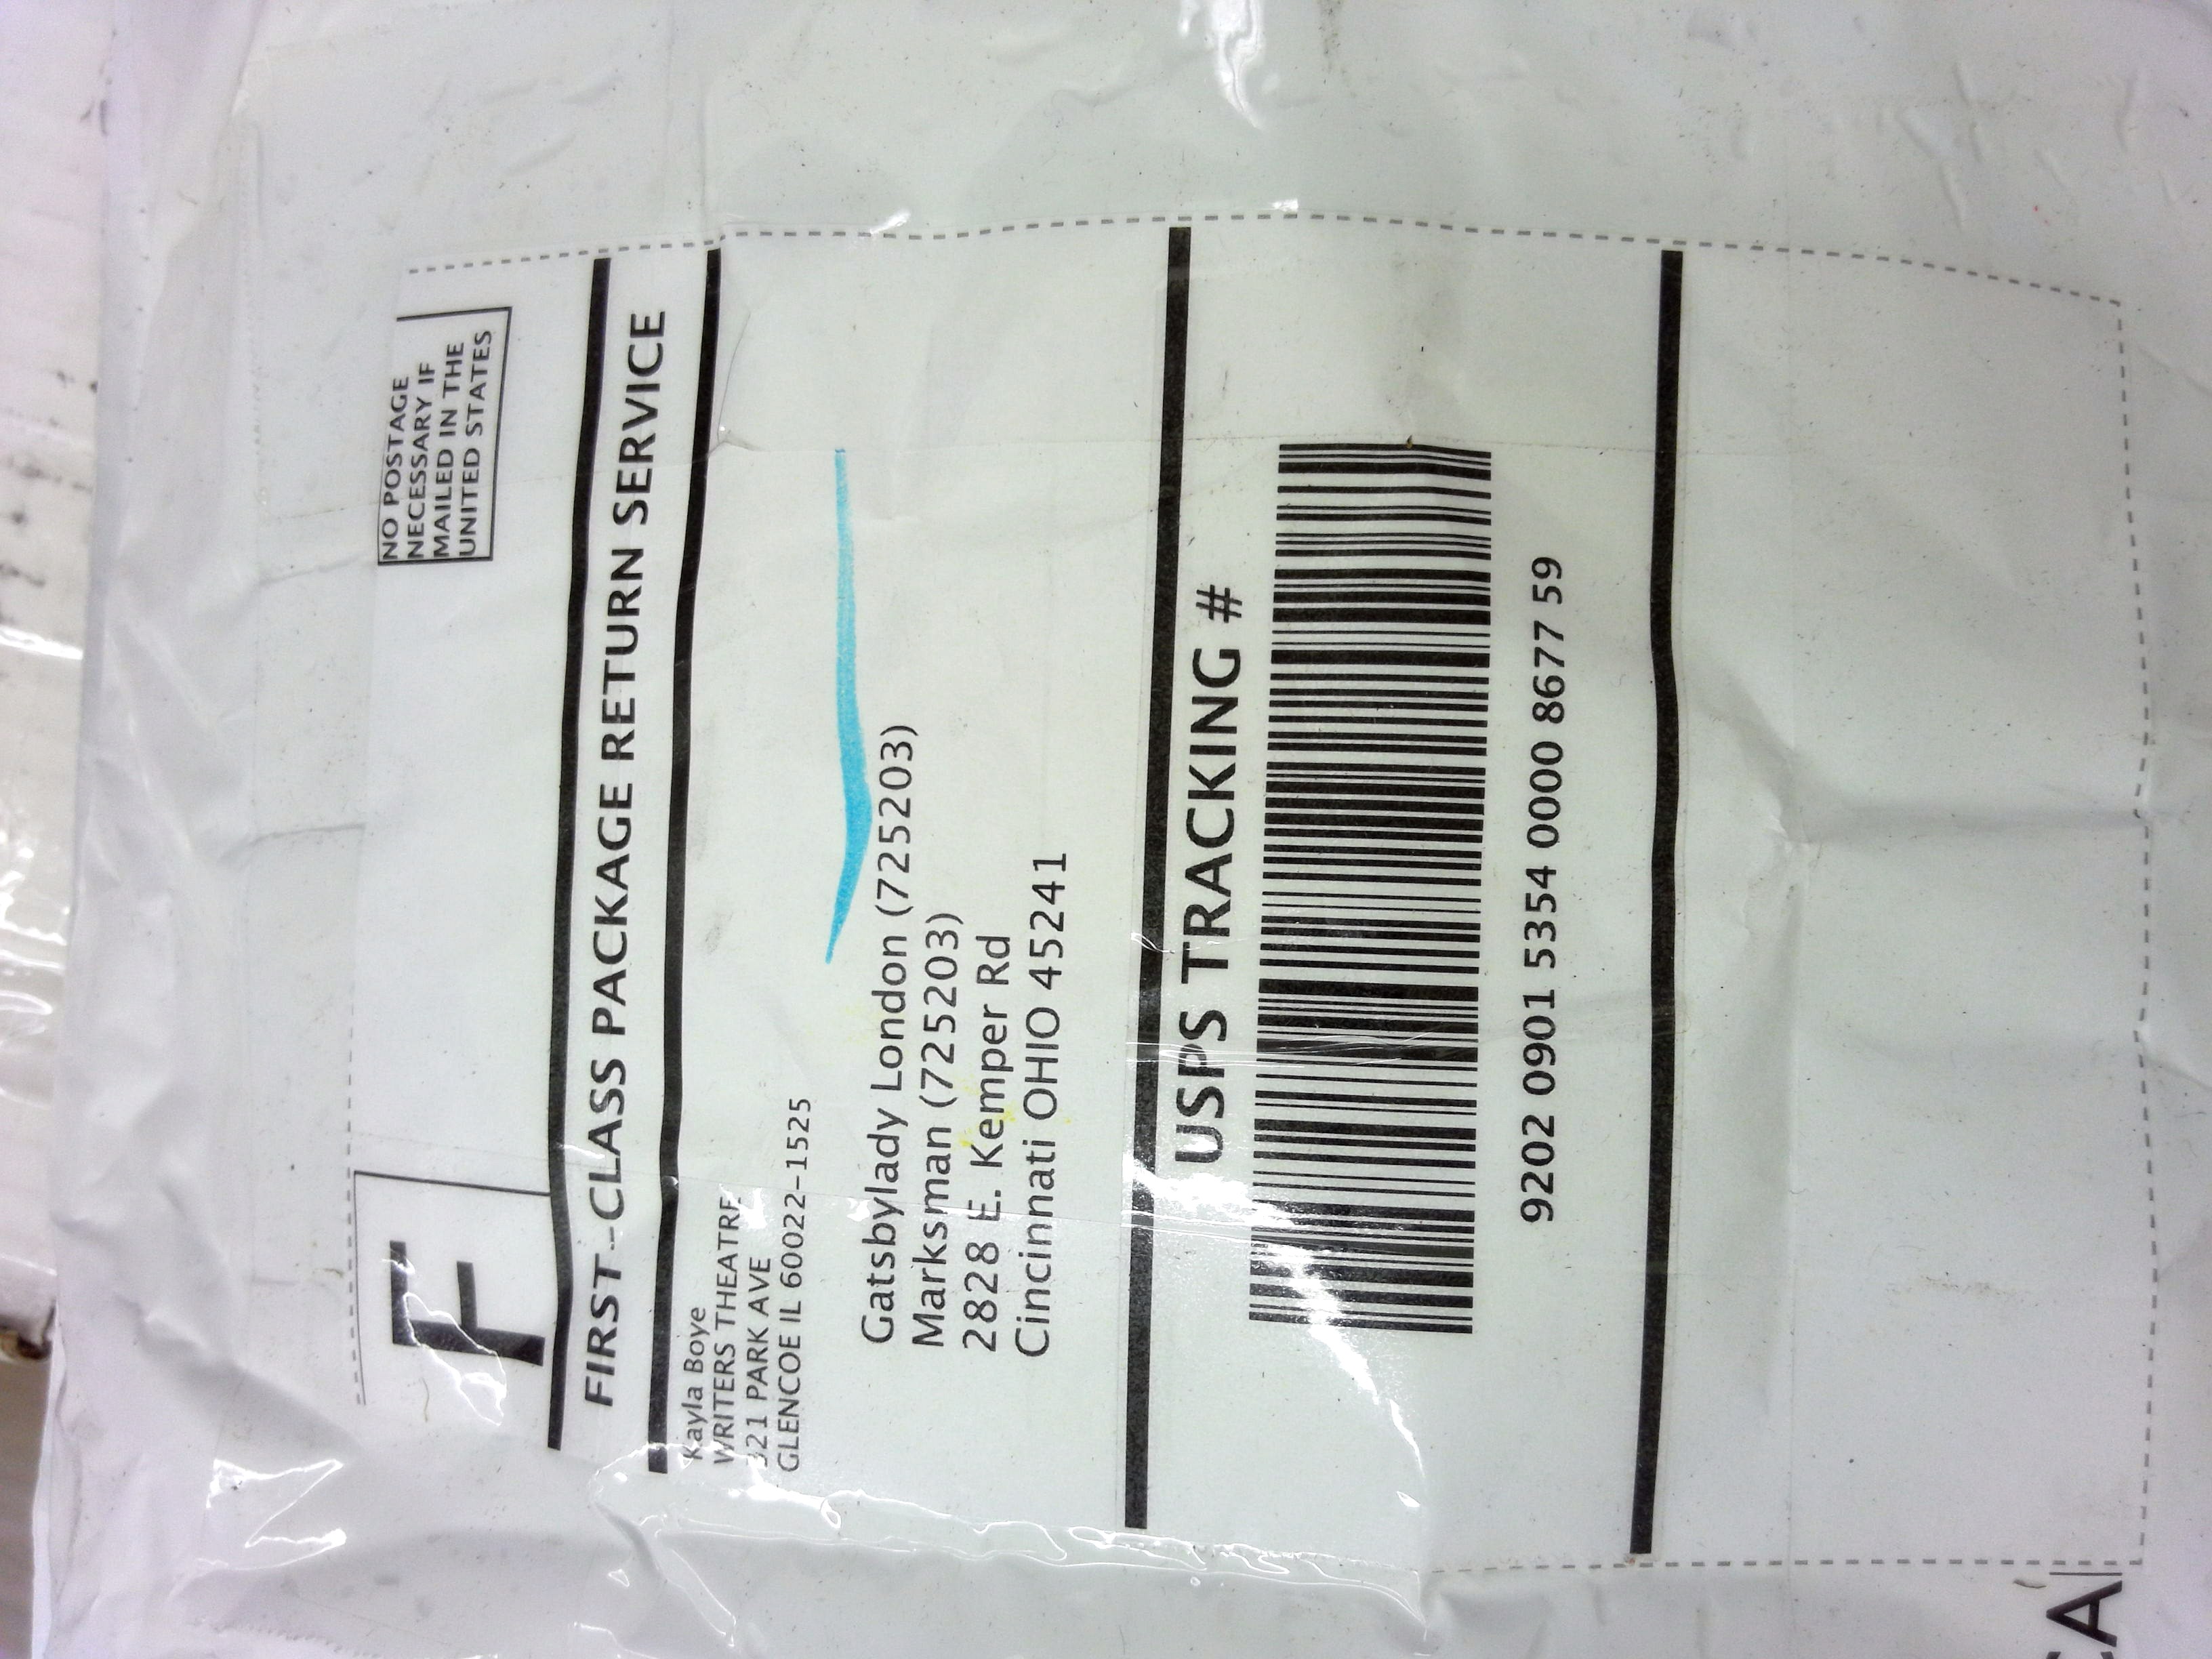 F
NO POSTAGE
NECESSARY IF
MAILED IN THE
UNITED STATES
FIRST-CLASS PACKAGE RETURN SERVICE
Kayla Boye
WRITERS THEATRE
321 PARK AVE
GLENCOE IL 60022-1525
Gatsbylady London (725203)
Marksman (725203)
2828 E. Kemper Rd
Cincinnati OHIO 45241
USPS TRACKING #
9202 0901 5354 0000 8677 59